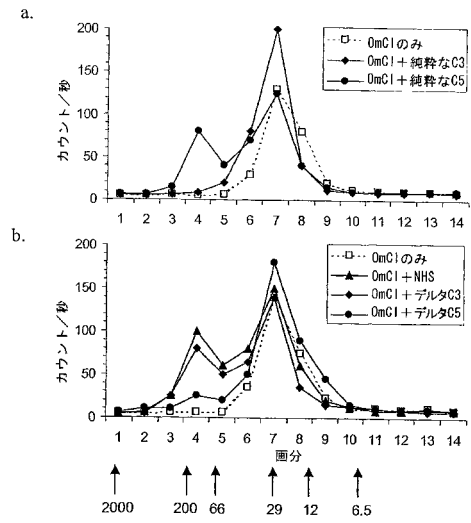 a.
200
150
100
50
0
カウント/秒
OmCIのみ
OmCI+純粋なC3
OmCI+純粋なC5
1 2 3 4 5 6 7 8 9 10 11 12 13 14
b.
200
150
100
50
0
カウント/秒
OmCIのみ
OmCI+NHS
OmCI+デルタC3
OmCI+デルタC5
1 2 3 4 5 6 7 8 9 10 11 12 13 14
画分
2000 200 66 29 12 6.5